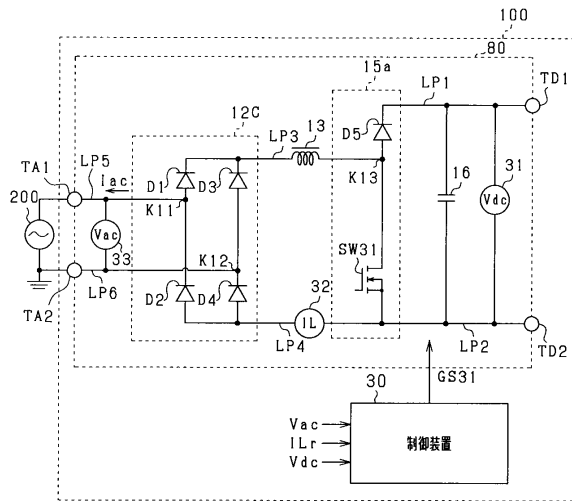 100
80
15a
12C
LP3
13
LP1
TD1
D5
TA1
LP5
Iac
D1
D3
K11
K13
16
31
Vdc
200
Vac
33
K12
SW31
LP6
TA2
D2
D4
32
IL
LP4
LP2
TD2
GS31
30
Vac
ILr
Vdc
制御装置